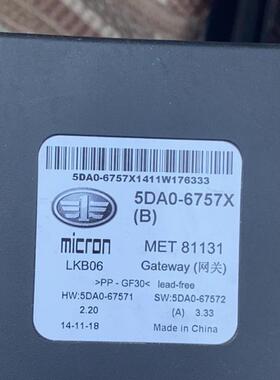 5DA0-6757X1411W176333
5DA0-6757X
(B)
micron
MET 81131
LKB06
Gateway (网关)
>PP - GF30< lead-free
HW:5DA0-67571
SW:5DA0-67572
2.20
(A) 3.33
14-11-18
Made in China